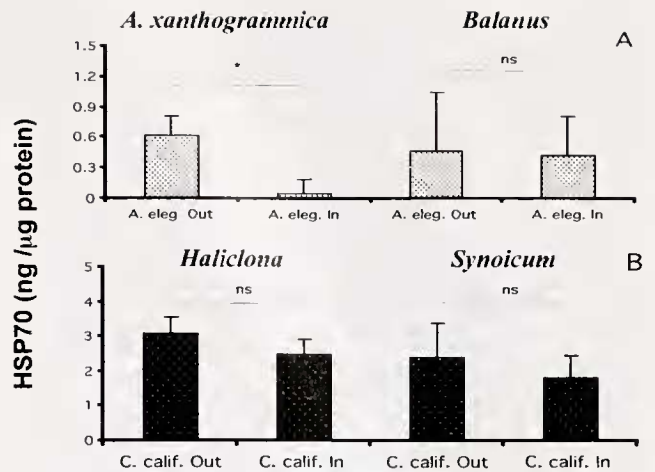 A. xanthogrammica Balanus
A
1.5
1.2
0.9
0.6
0.3
0
* ns
A. eleg Out A. eleg. In A. eleg. Out A. eleg. In
HSP70 (ng /µg protein)
Haliclona Synoicum
B
5
4
3
2
1
0
ns ns
C. calif. Out C. calif. In C. calif. Out C. calif. In